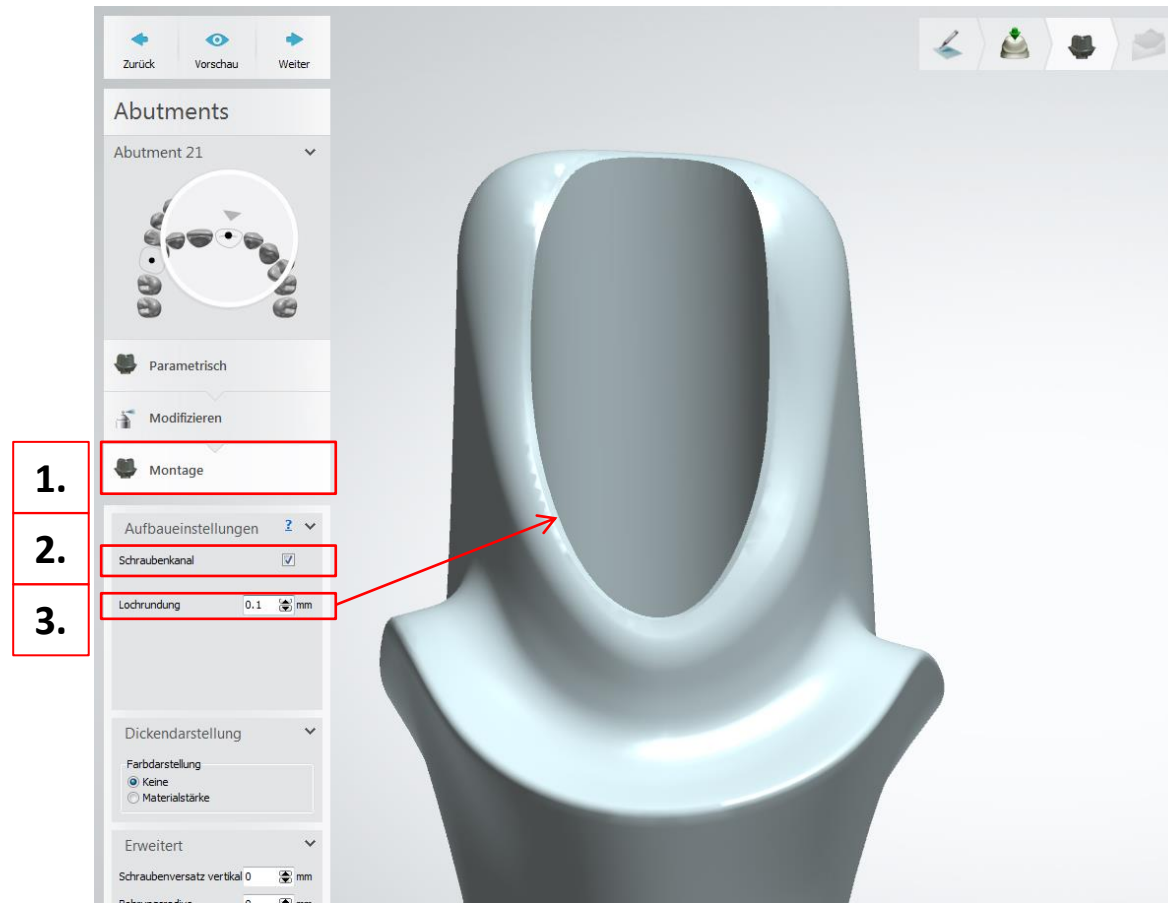 Zurück Vorschau Weiter
Abutments
Abutment 21
Parametrisch
Modifizieren
1.
Montage
Aufbaueinstellungen ?
2.
Schraubenkanal
3.
Lochrundung 0.1 mm
Dickendarstellung
Farbdarstellung
Keine
Materialstärke
Erweitert
Schraubenversatz vertikal 0 mm